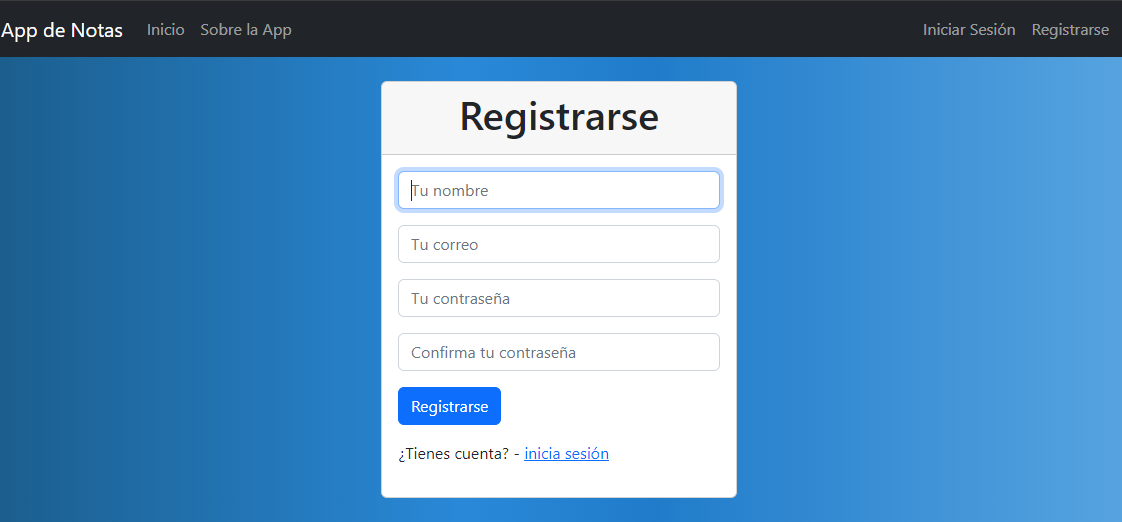 App de Notas Inicio Sobre la App Iniciar Sesión Registrarse
Registrarse
Tu nombre
Tu correo
Tu contraseña
Confirma tu contraseña
Registrarse
¿Tienes cuenta? - inicia sesión